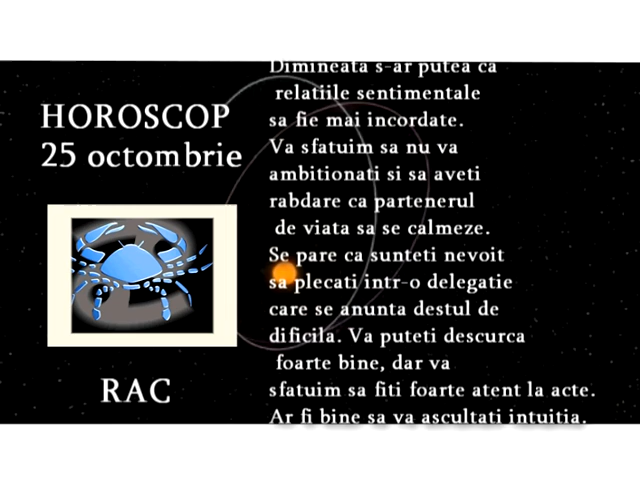 HOROSCOP
25 octombrie
RAC
Dimineata s-ar putea ca
relatiile sentimentale
sa fie mai incordate.
Va sfatuim sa nu va
ambitionati si sa aveti
rabdare ca partenerul
de viata sa se calmeze.
Se pare ca sunteti nevoit
sa plecati intr-o delegatie
care se anunta destul de
dificila. Va puteti descurca
foarte bine, dar va
sfatuim sa fiti foarte atent la acte.
Ar fi bine sa va ascultati intuitia.